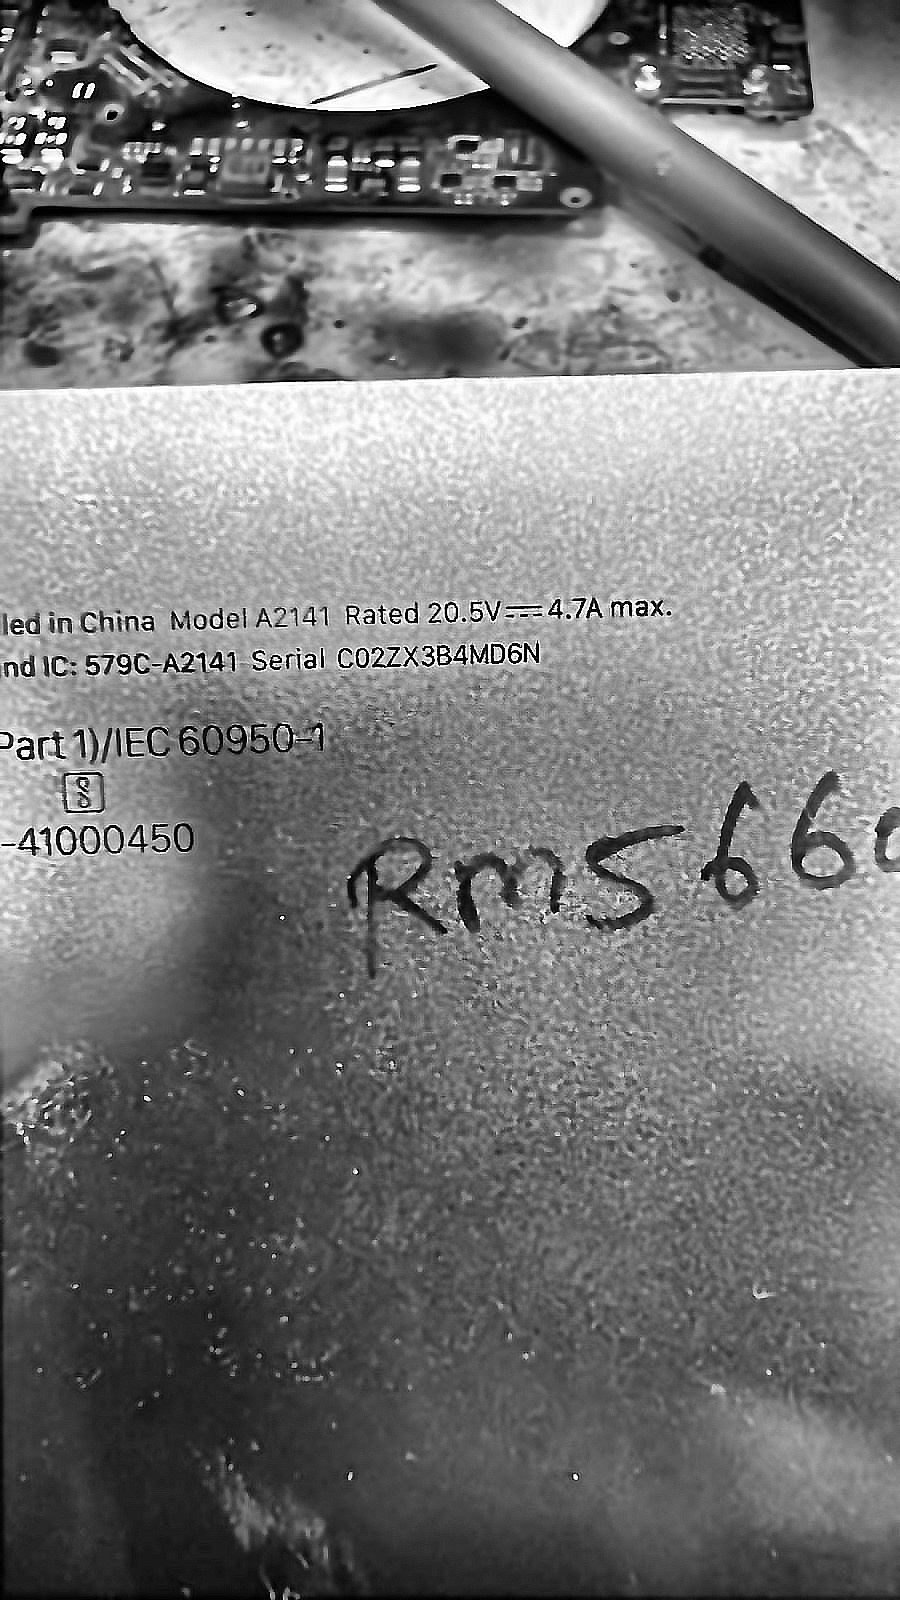 led in China Model A2141 Rated 20.5V⎓4.7A max.
nd IC: 579C-A2141 Serial C02ZX3B4MD6N
Part 1)/IEC 60950-1
-41000450
Rm5660